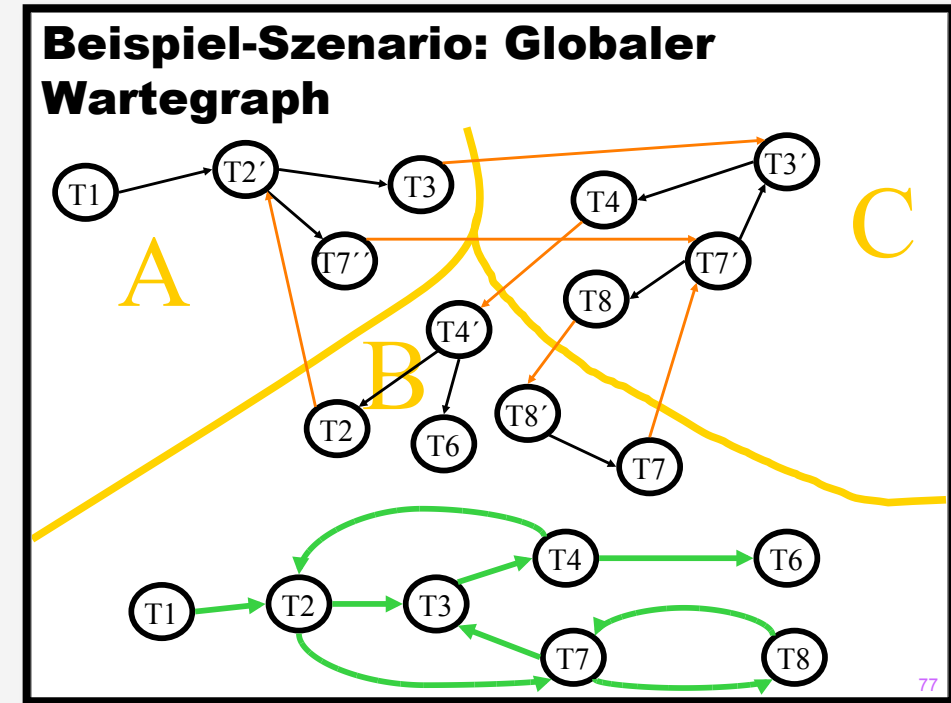 Beispiel-Szenario: Globaler
Wartegraph
T1
T2´
T3
T3´
T4
T7´´
T7´
A
C
T8
T4´
B
T2
T6
T8´
T7
T4
T6
T1
T2
T3
T7
T8
77